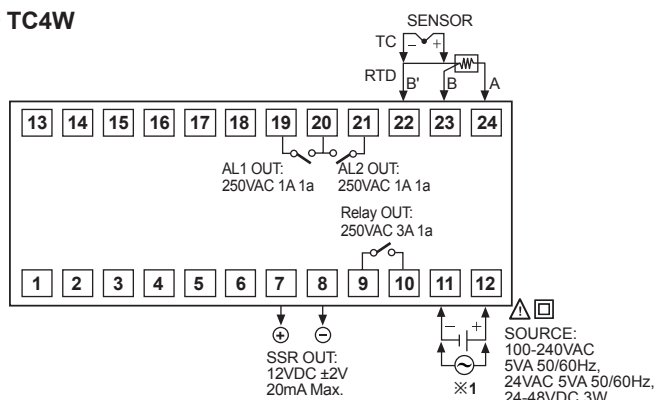 TC4W
SENSOR
TC − +
RTD B' B A
13 14 15 16 17 18 19 20 21 22 23 24
AL1 OUT:
250VAC 1A 1a
AL2 OUT:
250VAC 1A 1a
Relay OUT:
250VAC 3A 1a
1 2 3 4 5 6 7 8 9 10 11 12
+ −
SSR OUT:
12VDC ±2V
20mA Max.
− +
※1
SOURCE:
100-240VAC
5VA 50/60Hz,
24VAC 5VA 50/60Hz,
24-48VDC 3W